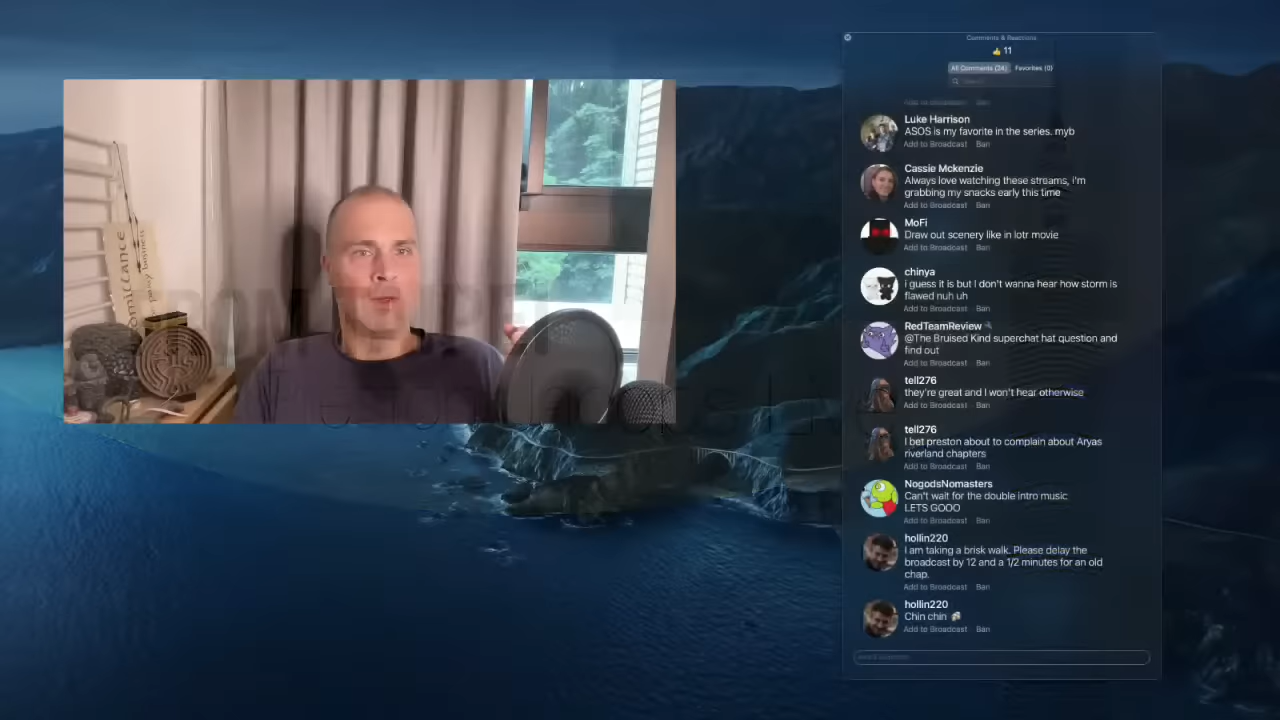 Comments & Reactions
👍 11
All Comments (24) Favorites (0)
Search
Add to Broadcast Ban
Luke Harrison
ASOS is my favorite in the series. myb
Add to Broadcast Ban
Cassie Mckenzie
Always love watching these streams, i'm
grabbing my snacks early this time
Add to Broadcast Ban
MoFi
Draw out scenery like in lotr movie
Add to Broadcast Ban
chinya
i guess it is but I don't wanna hear how storm is
flawed nuh uh
Add to Broadcast Ban
RedTeamReview
@The Bruised Kind superchat hat question and
find out
Add to Broadcast Ban
tell276
they're great and I won't hear otherwise
Add to Broadcast Ban
tell276
I bet preston about to complain about Aryas
riverland chapters
Add to Broadcast Ban
NogodsNomasters
Can't wait for the double intro music
LETS GOOO
Add to Broadcast Ban
hollin220
I am taking a brisk walk. Please delay the
broadcast by 12 and a 1/2 minutes for an old
chap.
Add to Broadcast Ban
hollin220
Chin chin 🍻
Add to Broadcast Ban